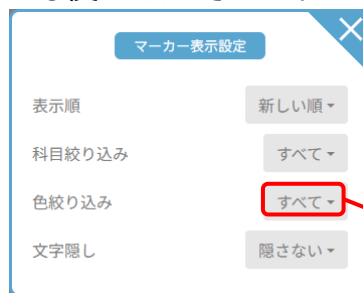 マーカー表示設定
表示順 新しい順
科目絞り込み すべて
色絞り込み すべて
文字隠し 隠さない